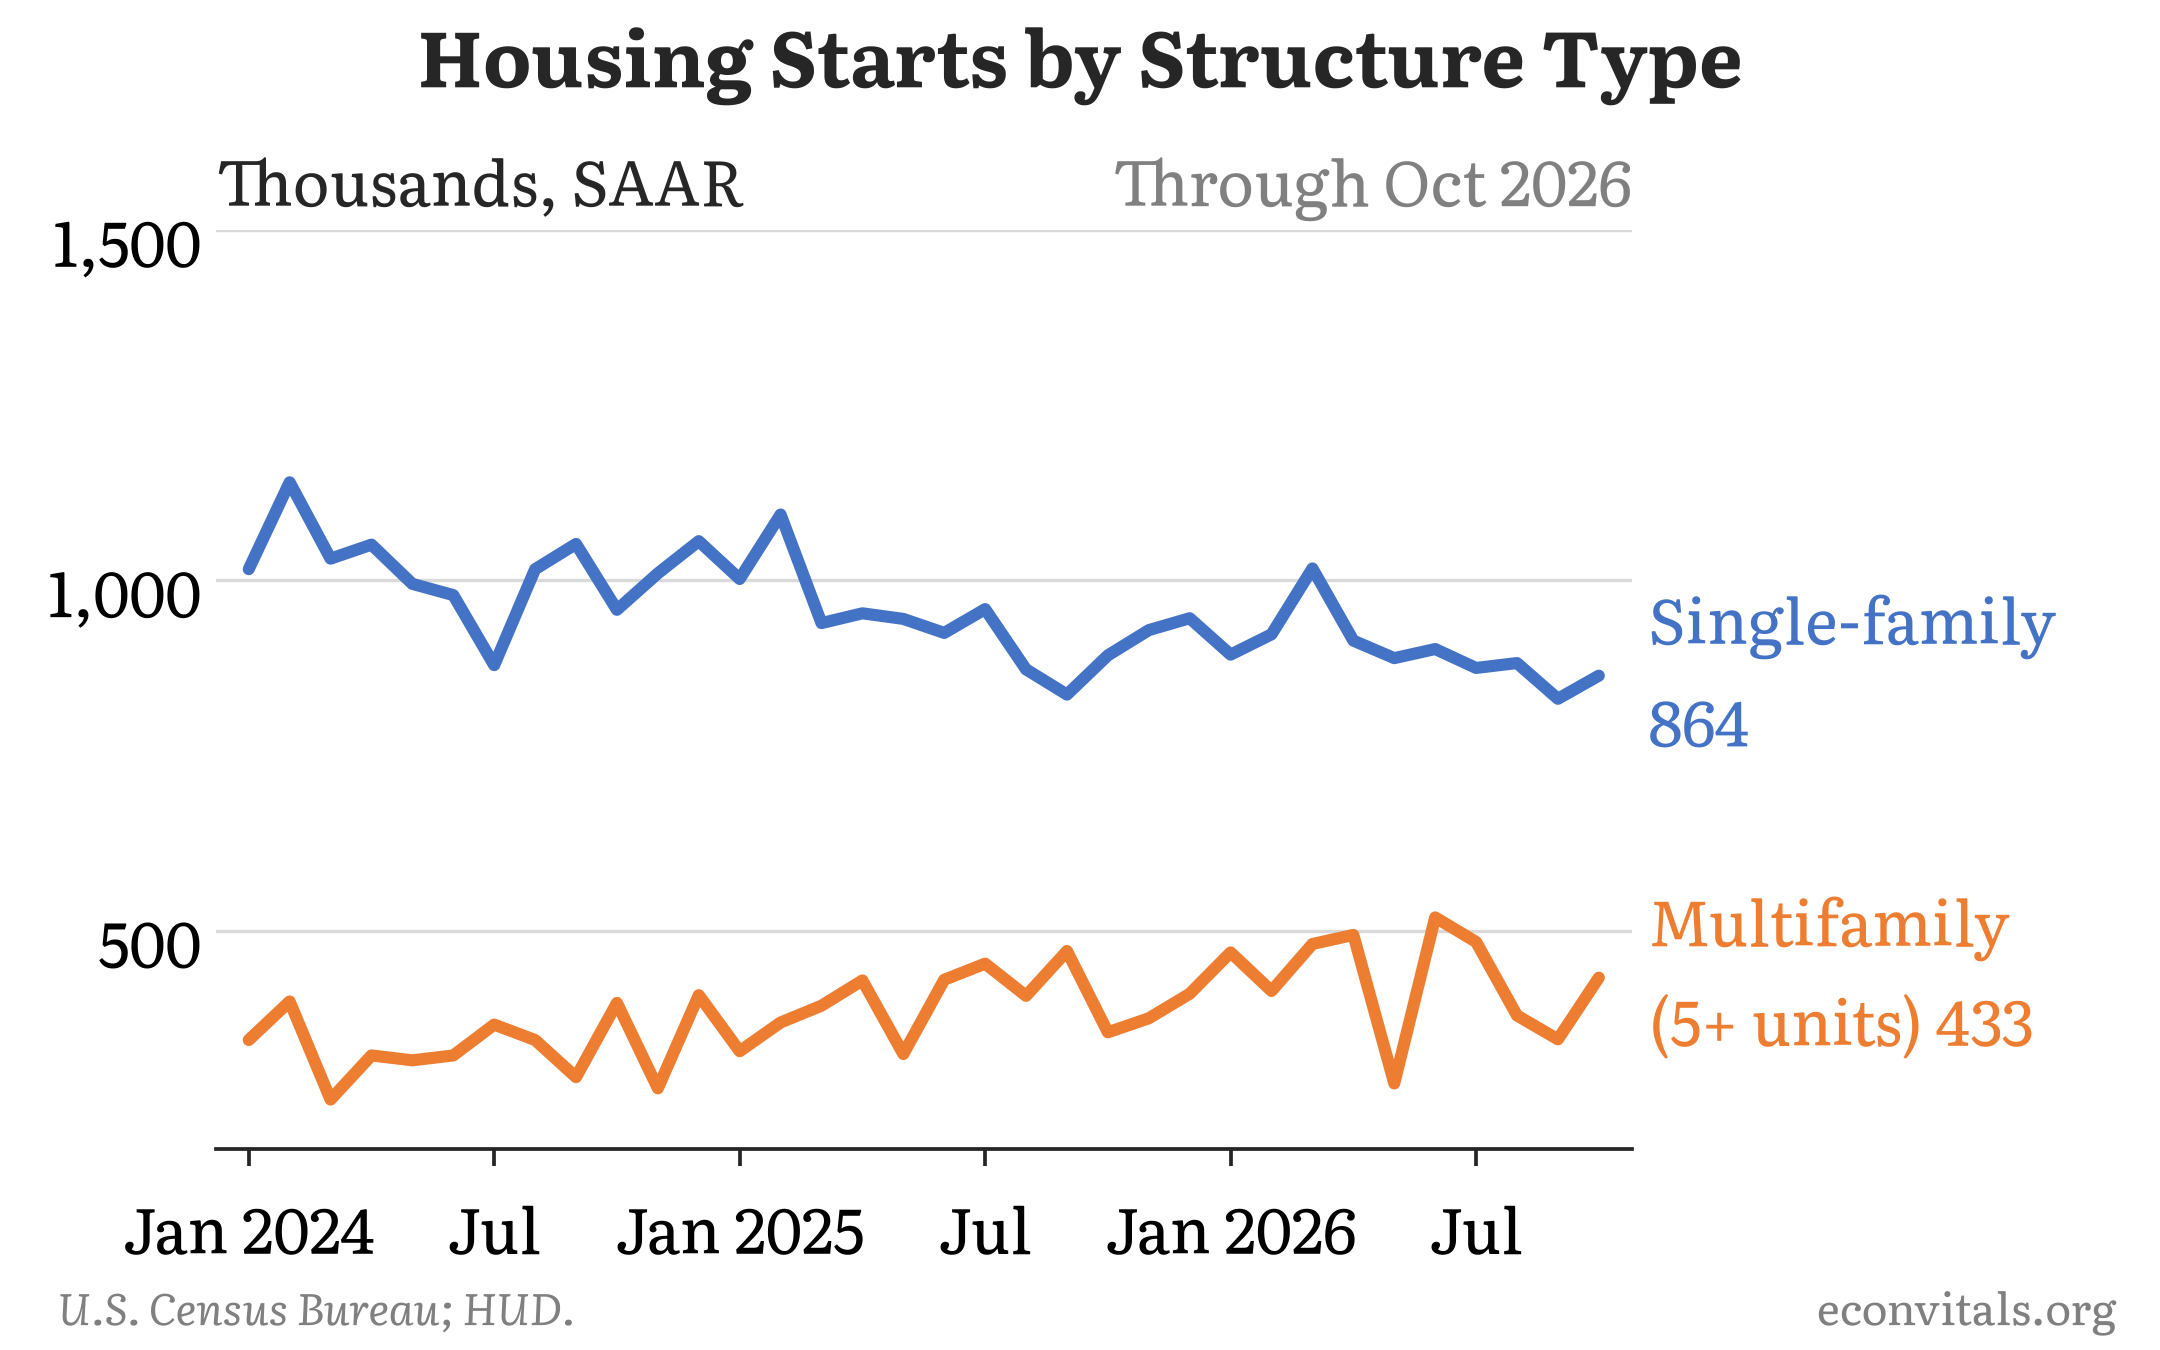 Housing Starts by Structure Type
Thousands, SAAR
Through Oct 2026
1,500
1,000
500
Single-family
864
Multifamily
(5+ units) 433
Jan 2024
Jul
Jan 2025
Jul
Jan 2026
Jul
U.S. Census Bureau; HUD.
econvitals.org